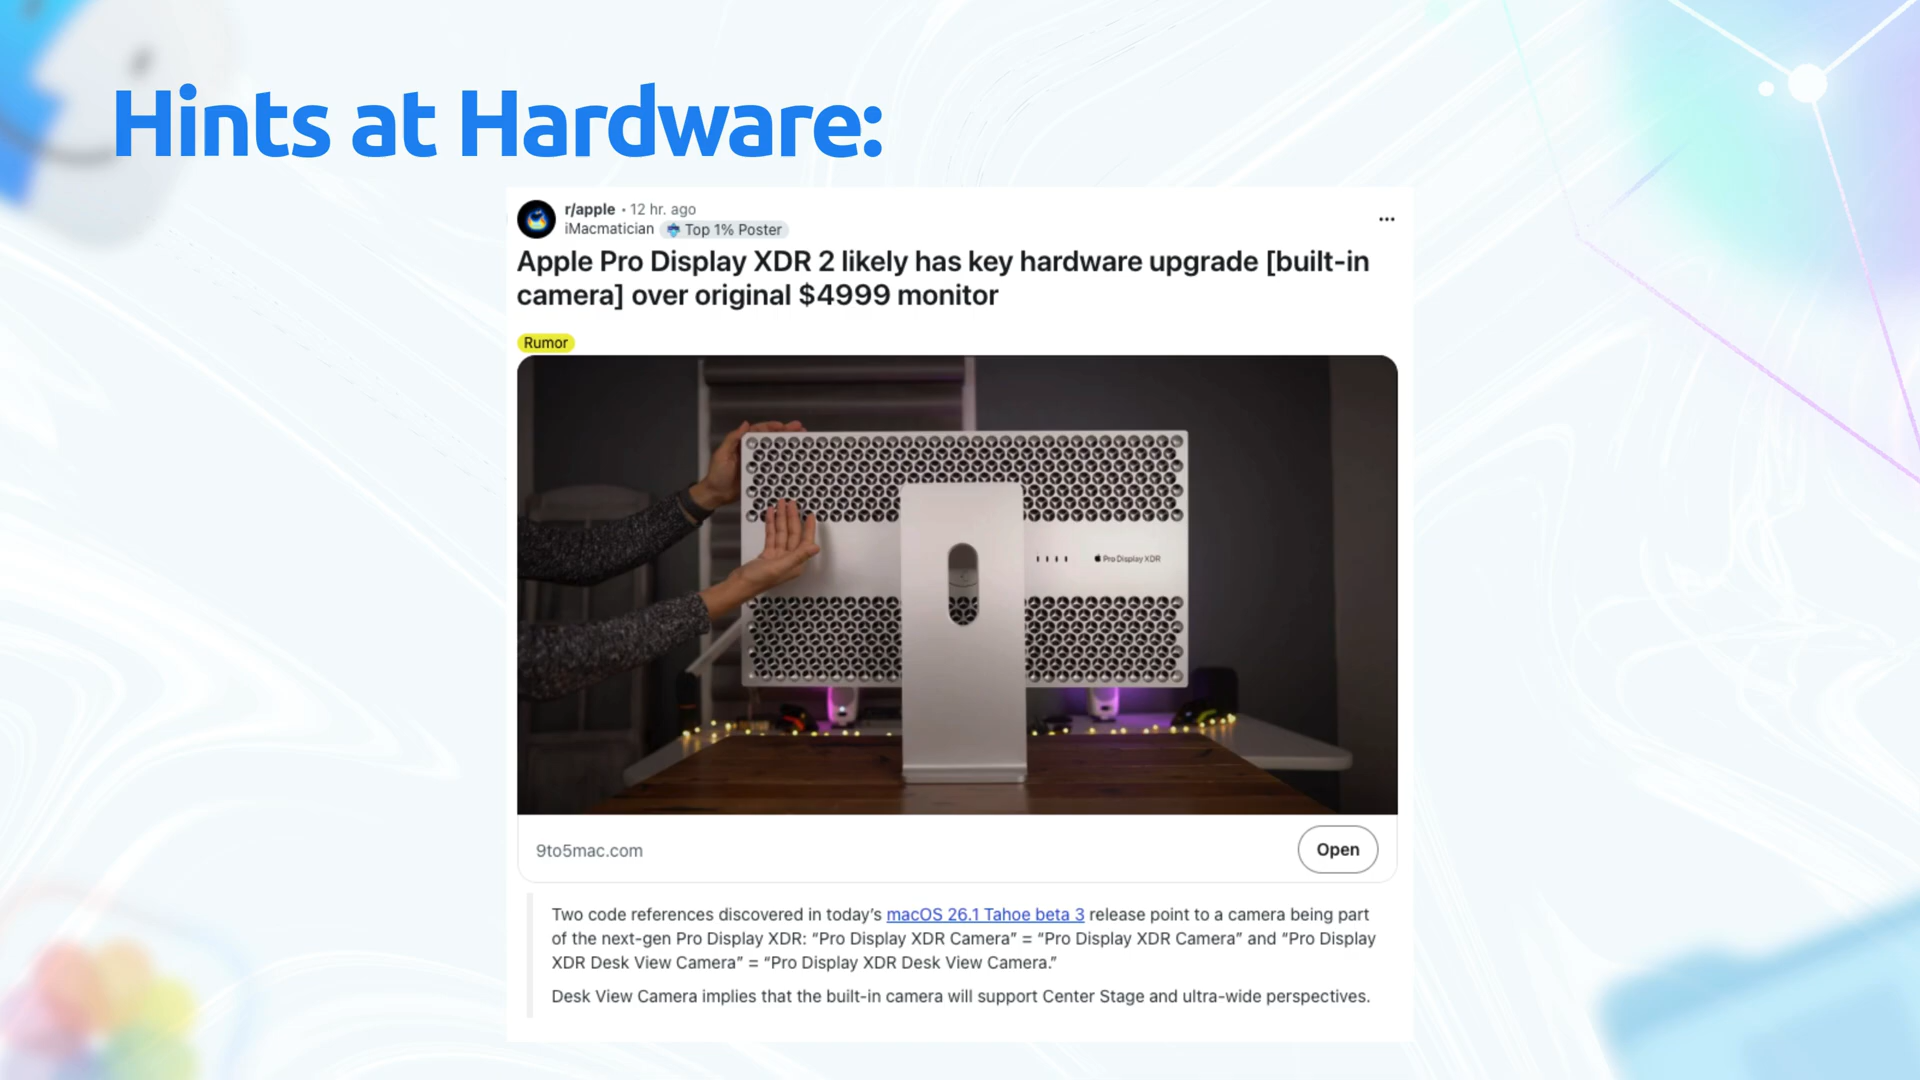 Hints at Hardware:
r/apple • 12 hr. ago
iMacmatician Top 1% Poster
Apple Pro Display XDR 2 likely has key hardware upgrade [built-in
camera] over original $4999 monitor
Rumor
Pro Display XDR
9to5mac.com
Open
Two code references discovered in today’s macOS 26.1 Tahoe beta 3 release point to a camera being part
of the next-gen Pro Display XDR: “Pro Display XDR Camera” = “Pro Display XDR Camera” and “Pro Display
XDR Desk View Camera” = “Pro Display XDR Desk View Camera.”
Desk View Camera implies that the built-in camera will support Center Stage and ultra-wide perspectives.